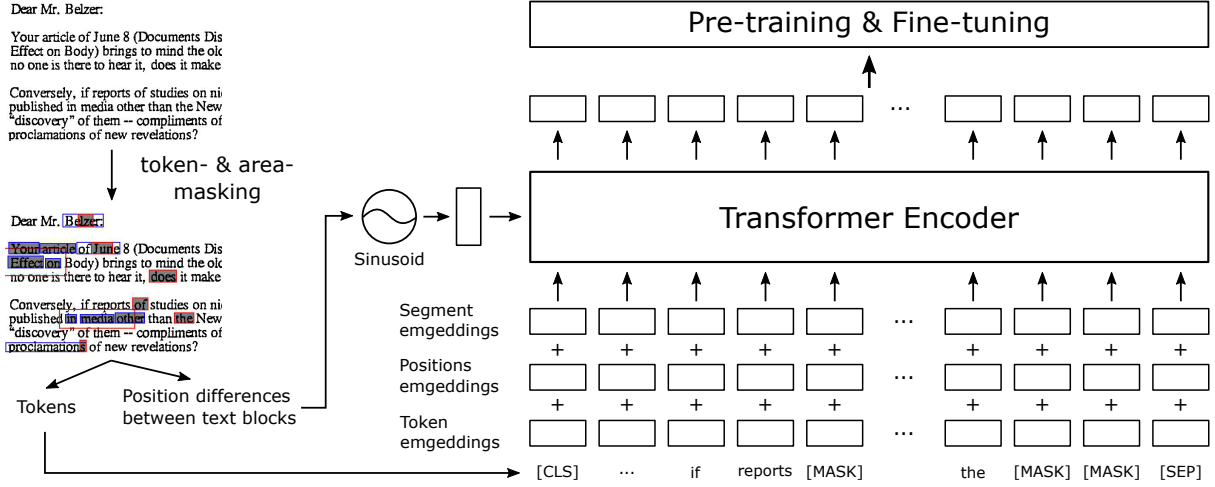 Dear Mr. Belzer:
Your article of June 8 (Documents Dis
Effect on Body) brings to mind the old
no one is there to hear it, does it make
Conversely, if reports of studies on ni
published in media other than the New
"discovery" of them -- compliments of
proclamations of new revelations?
token- & area-
masking
Dear Mr. Belzer:
Your article of June 8 (Documents Dis
Effect on Body) brings to mind the old
no one is there to hear it, does it make
Conversely, if reports of studies on ni
published in media other than the New
"discovery" of them -- compliments of
proclamations of new revelations?
Tokens
Position differences
between text blocks
Sinusoid
Pre-training & Fine-tuning
...
Transformer Encoder
Segment
emgeddings
...
+ + + + + + + + +
Positions
emgeddings
...
+ + + + + + + + +
Token
emgeddings
...
[CLS] ... if reports [MASK] the [MASK] [MASK] [SEP]